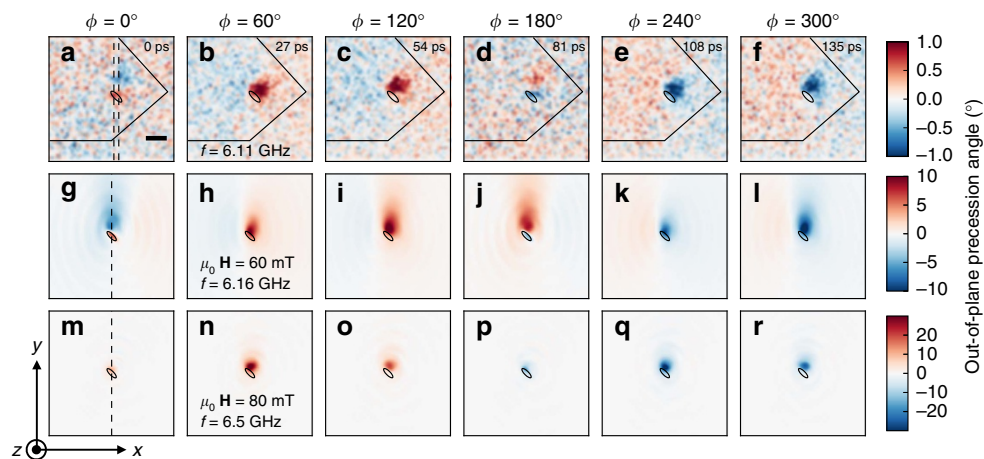 ϕ = 0° ϕ = 60° ϕ = 120° ϕ = 180° ϕ = 240° ϕ = 300°
a 0 ps b 27 ps c 54 ps d 81 ps e 108 ps f 135 ps
f = 6.11 GHz
1.0
0.5
0.0
−0.5
−1.0
g h i j k l
μ0 H = 60 mT
f = 6.16 GHz
10
5
0
−5
−10
m n o p q r
μ0 H = 80 mT
f = 6.5 GHz
20
10
0
−10
−20
Out-of-plane precession angle (°)
y
z x